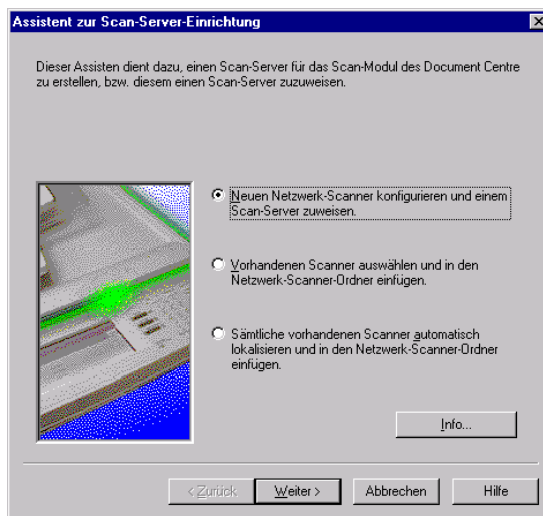 Assistent zur Scan-Server-Einrichtung
Dieser Assisten dient dazu, einen Scan-Server für das Scan-Modul des Document Centre
zu erstellen, bzw. diesem einen Scan-Server zuzuweisen.
Neuen Netzwerk-Scanner konfigurieren und einem
Scan-Server zuweisen.
Vorhandenen Scanner auswählen und in den
Netzwerk-Scanner-Ordner einfügen.
Sämtliche vorhandenen Scanner automatisch
lokalisieren und in den Netzwerk-Scanner-Ordner
einfügen.
Info...
< Zurück
Weiter >
Abbrechen
Hilfe